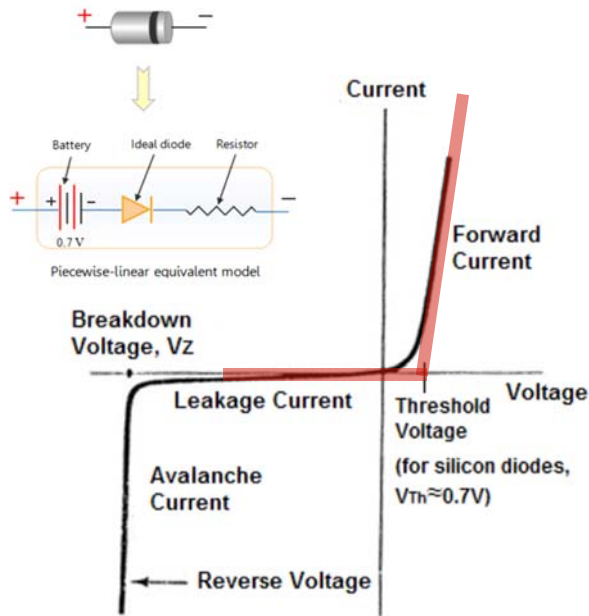 + −
Battery Ideal diode Resistor
+ + - −
0.7 V
Piecewise-linear equivalent model
Current
Forward
Current
Breakdown
Voltage, Vz
Leakage Current
Voltage
Threshold
Voltage
(for silicon diodes,
VTh≈0.7V)
Avalanche
Current
Reverse Voltage